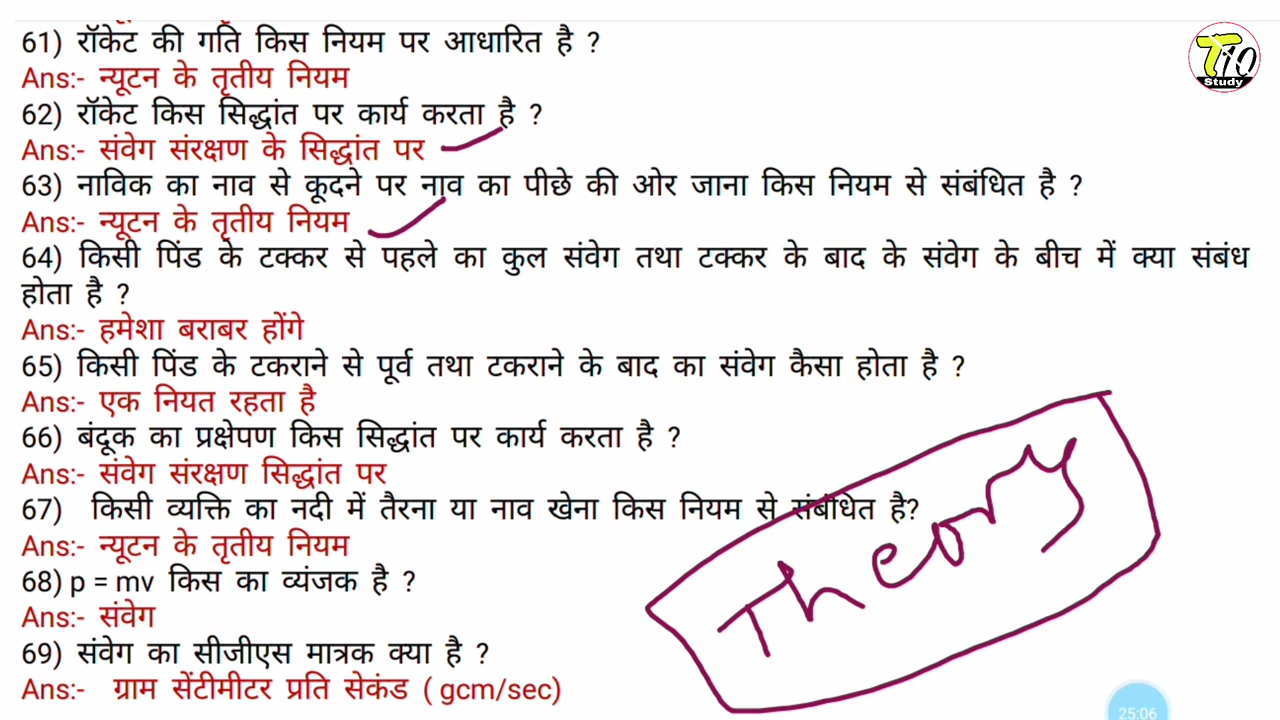 61) रॉकेट की गति किस नियम पर आधारित है ?
Ans:- न्यूटन के तृतीय नियम
62) रॉकेट किस सिद्धांत पर कार्य करता है ?
Ans:- संवेग संरक्षण के सिद्धांत पर
63) नाविक का नाव से कूदने पर नाव का पीछे की ओर जाना किस नियम से संबंधित है ?
Ans:- न्यूटन के तृतीय नियम
64) किसी पिंड के टक्कर से पहले का कुल संवेग तथा टक्कर के बाद के संवेग के बीच में क्या संबंध
होता है ?
Ans:- हमेशा बराबर होंगे
65) किसी पिंड के टकराने से पूर्व तथा टकराने के बाद का संवेग कैसा होता है ?
Ans:- एक नियत रहता है
66) बंदूक का प्रक्षेपण किस सिद्धांत पर कार्य करता है ?
Ans:- संवेग संरक्षण सिद्धांत पर
67) किसी व्यक्ति का नदी में तैरना या नाव खेना किस नियम से संबंधित है?
Ans:- न्यूटन के तृतीय नियम
68) p = mv किस का व्यंजक है ?
Ans:- संवेग
69) संवेग का सीजीएस मात्रक क्या है ?
Ans:- ग्राम सेंटीमीटर प्रति सेकंड ( gcm/sec)
Theory
T10
Study
25:06